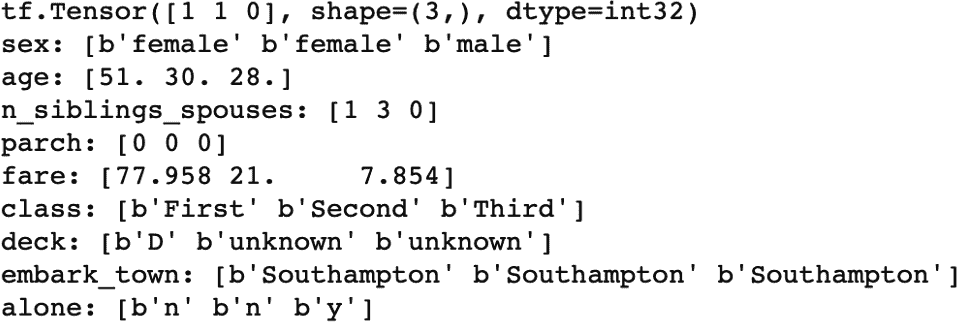 tf.Tensor([1 1 0], shape=(3,), dtype=int32)
sex: [b'female' b'female' b'male']
age: [51. 30. 28.]
n_siblings_spouses: [1 3 0]
parch: [0 0 0]
fare: [77.958 21.     7.854]
class: [b'First' b'Second' b'Third']
deck: [b'D' b'unknown' b'unknown']
embark_town: [b'Southampton' b'Southampton' b'Southampton']
alone: [b'n' b'n' b'y']